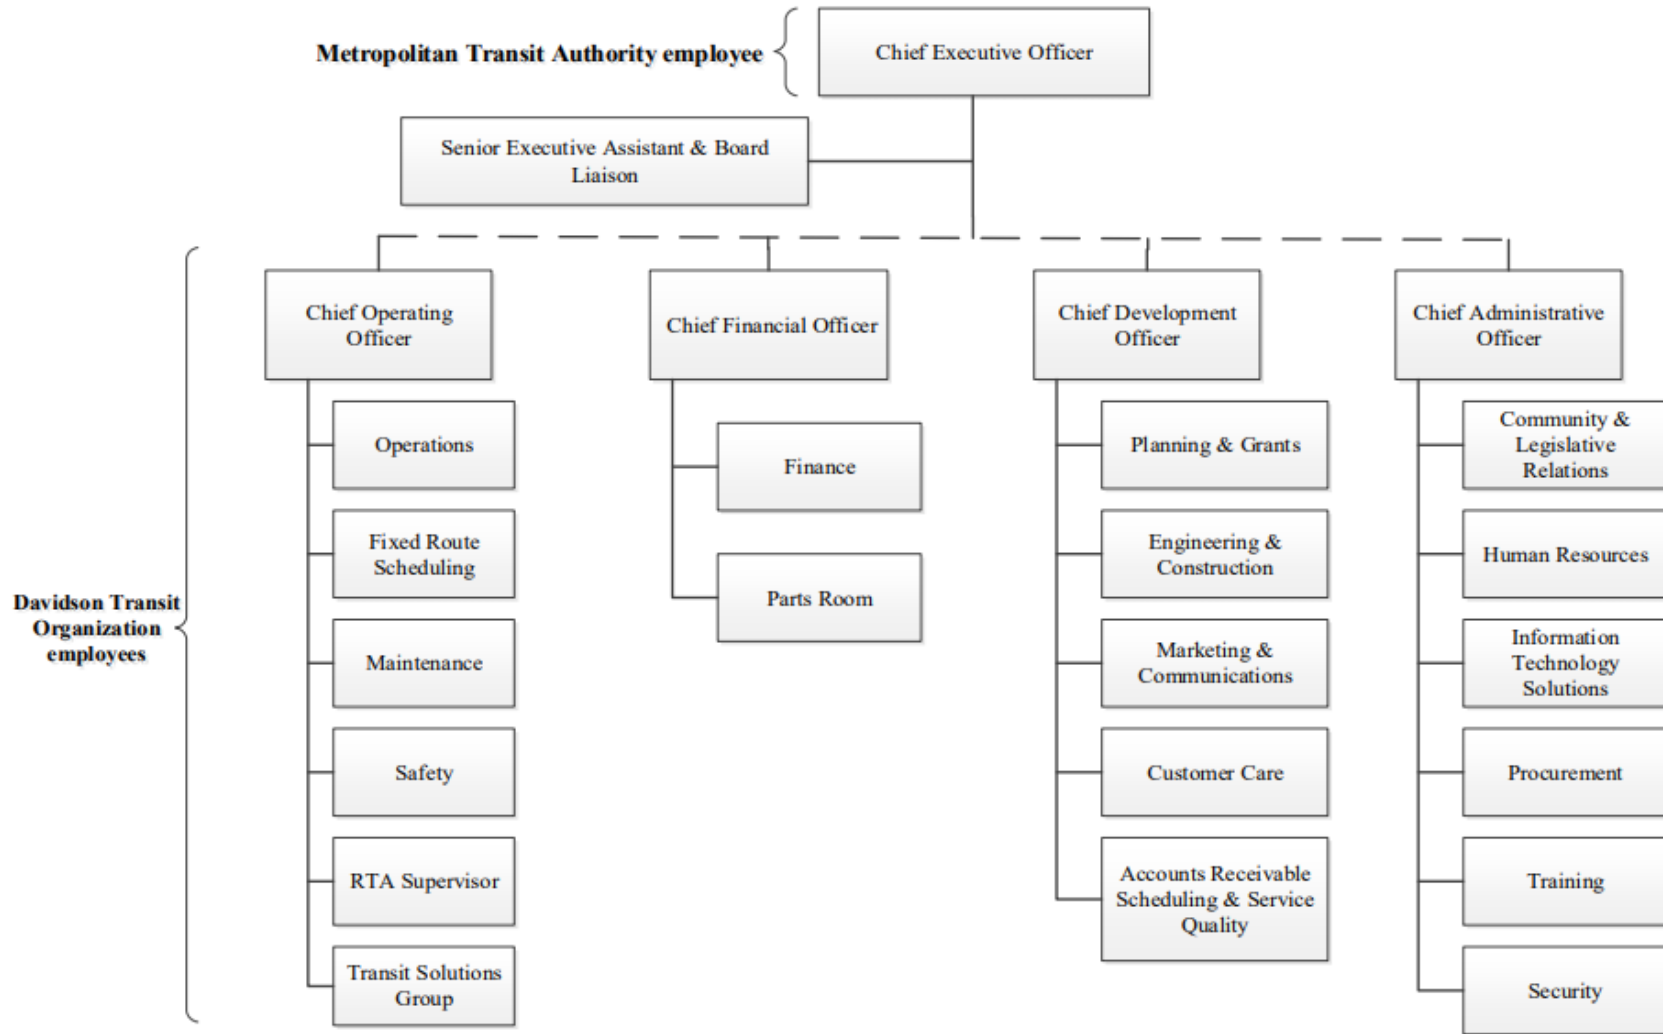 Metropolitan Transit Authority employee
Chief Executive Officer
Senior Executive Assistant & Board
Liaison
Davidson Transit
Organization
employees
Chief Operating
Officer
Operations
Fixed Route
Scheduling
Maintenance
Safety
RTA Supervisor
Transit Solutions
Group
Chief Financial Officer
Finance
Parts Room
Chief Development
Officer
Planning & Grants
Engineering &
Construction
Marketing &
Communications
Customer Care
Accounts Receivable
Scheduling & Service
Quality
Chief Administrative
Officer
Community &
Legislative
Relations
Human Resources
Information
Technology
Solutions
Procurement
Training
Security